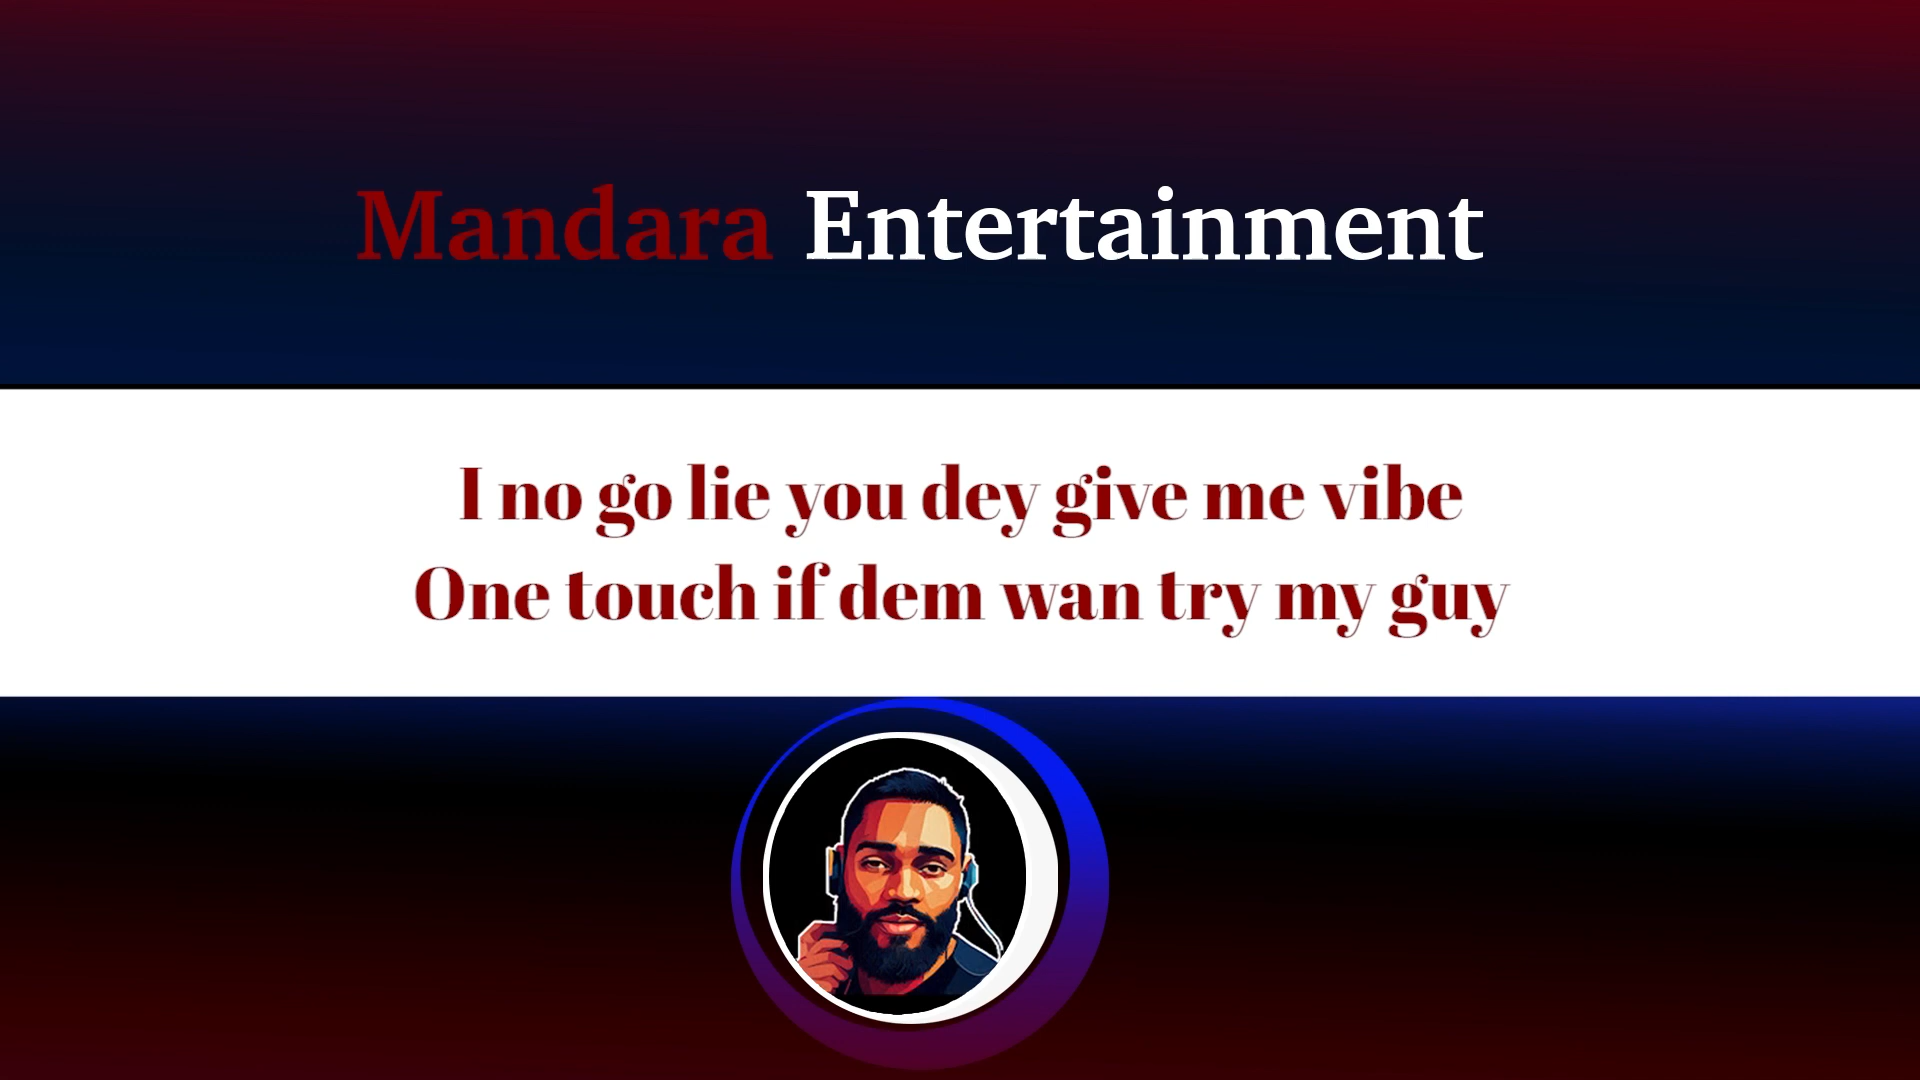 Mandara Entertainment
I no go lie you dey give me vibe
One touch if dem wan try my guy